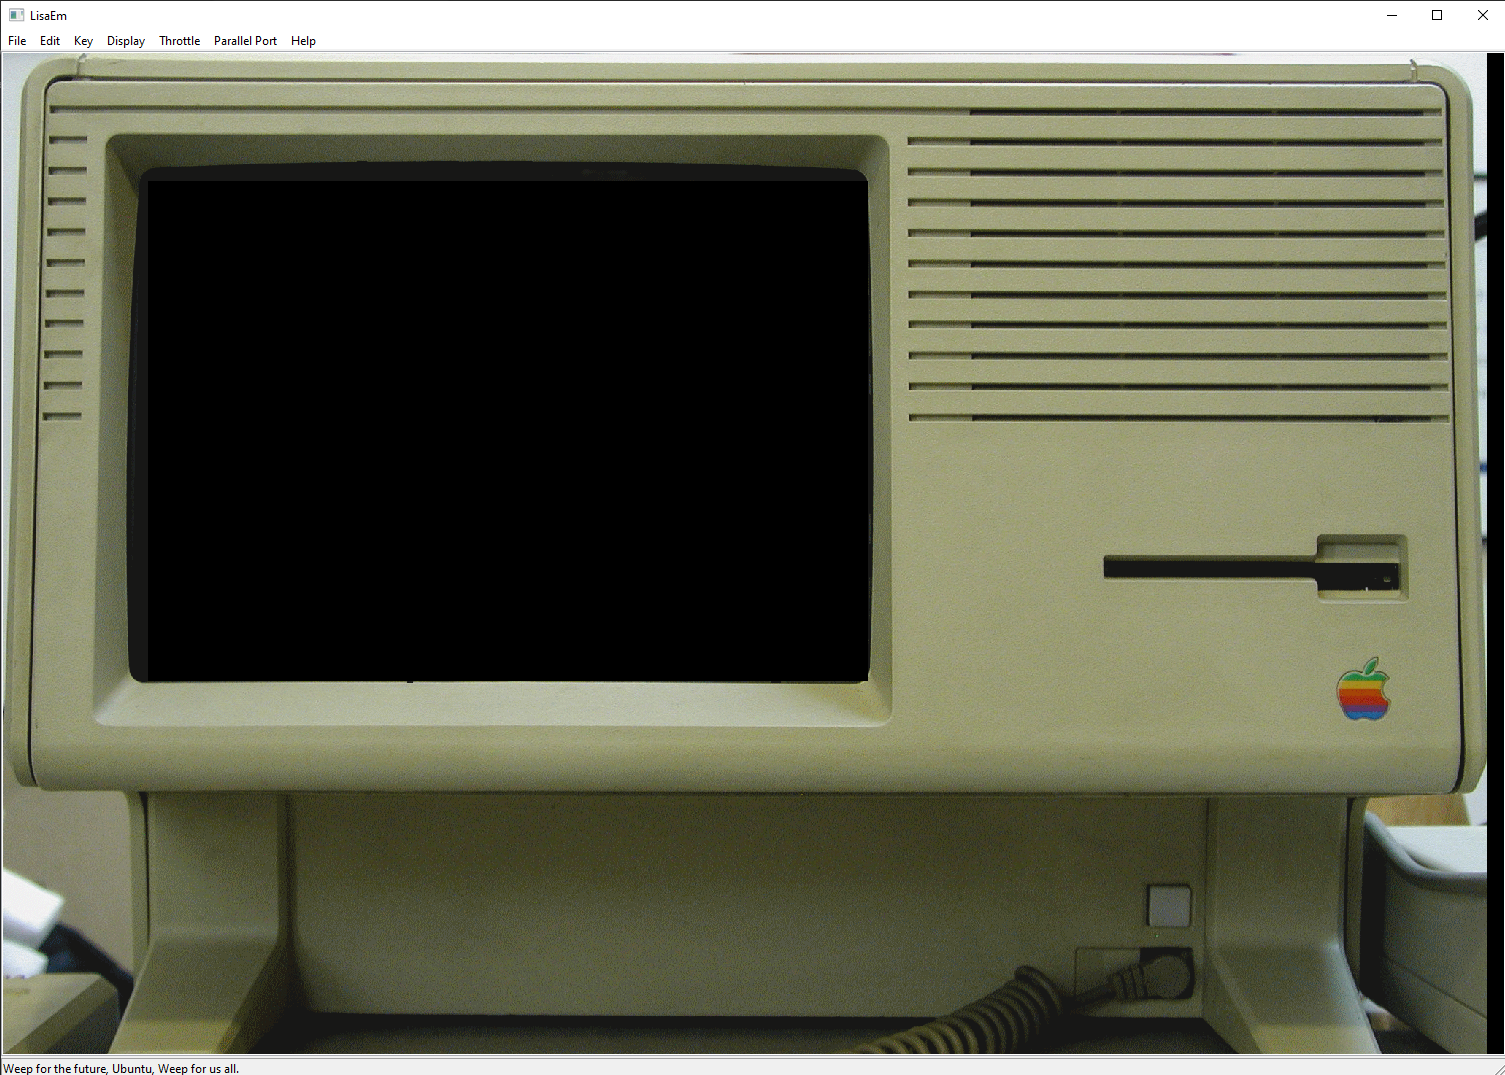 LisaEm
File Edit Key Display Throttle Parallel Port Help
Weep for the future, Ubuntu, Weep for us all.